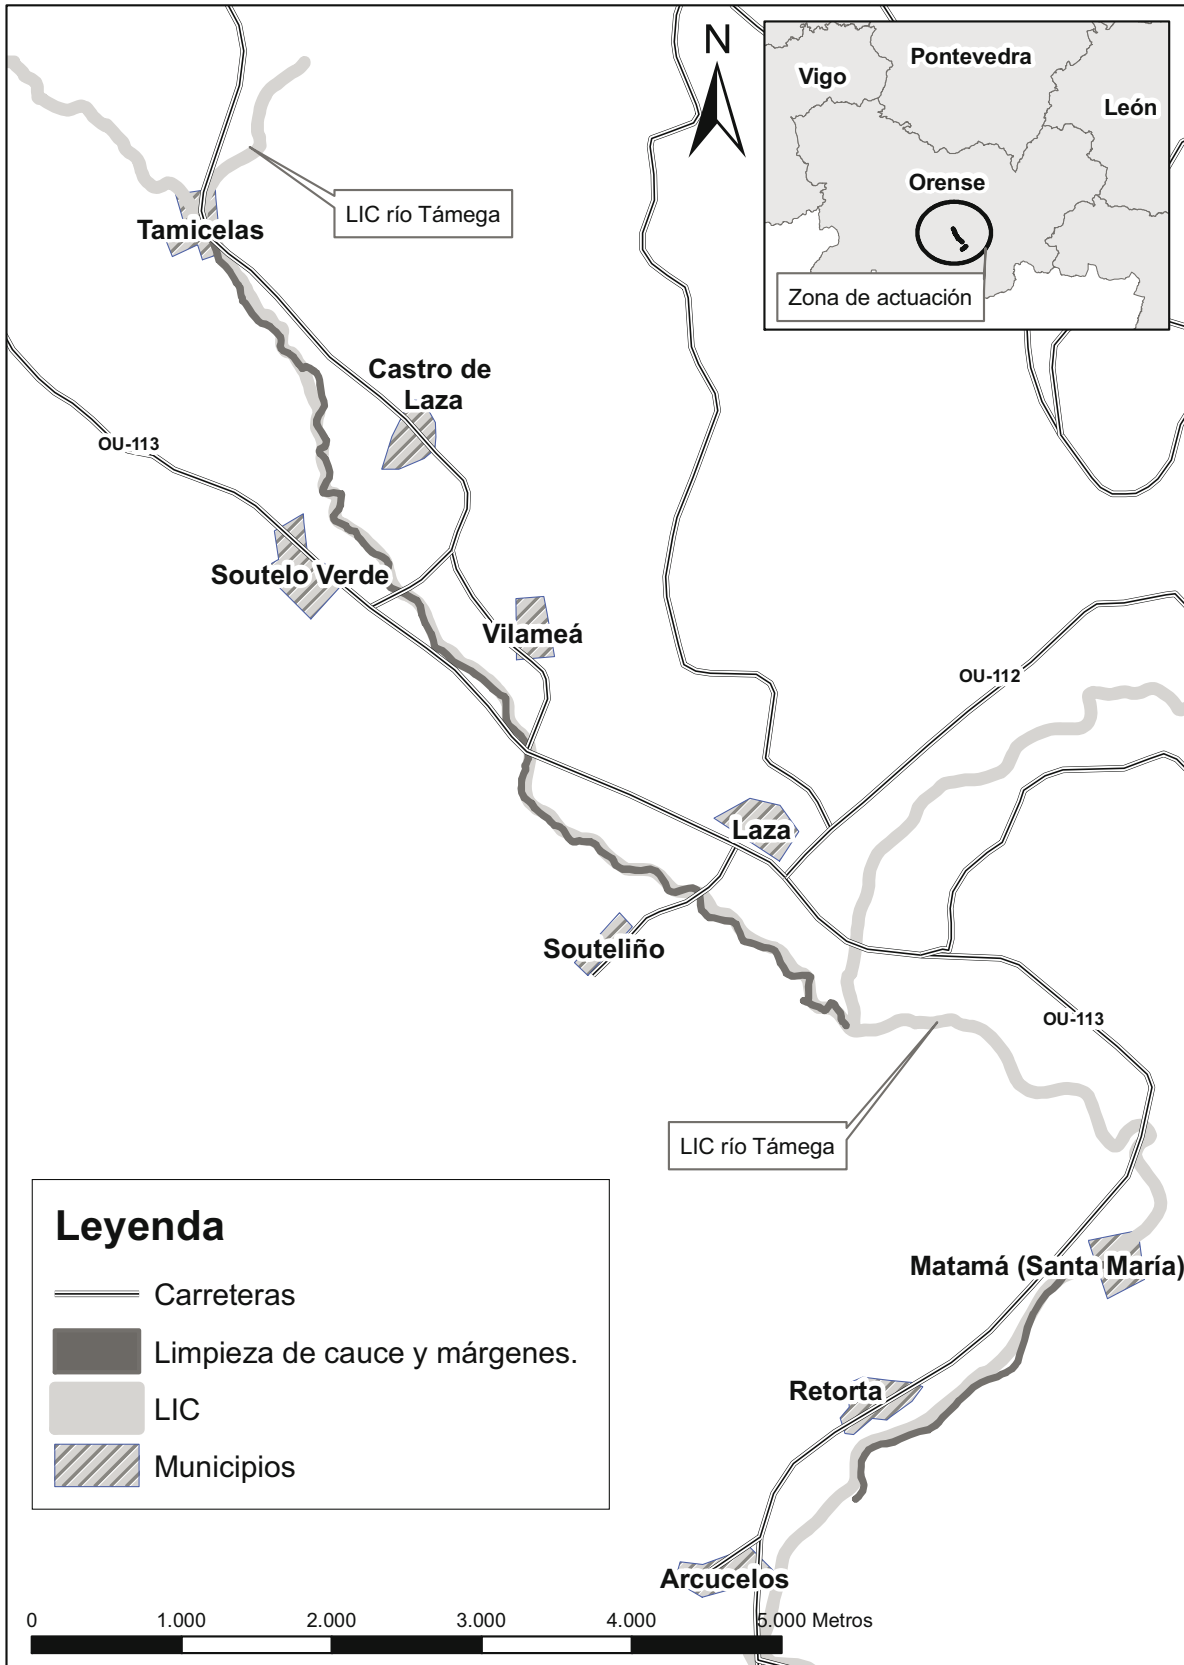 N
Vigo
Pontevedra
León
Orense
Zona de actuación
LIC río Támega
Tamicelas
Castro de
Laza
OU-113
Soutelo Verde
Vilameá
OU-112
Laza
Souteliño
OU-113
LIC río Támega
Matamá (Santa María)
Retorta
Arcucelos
Leyenda
Carreteras
Limpieza de cauce y márgenes.
LIC
Municipios
0 1.000 2.000 3.000 4.000 5.000 Metros